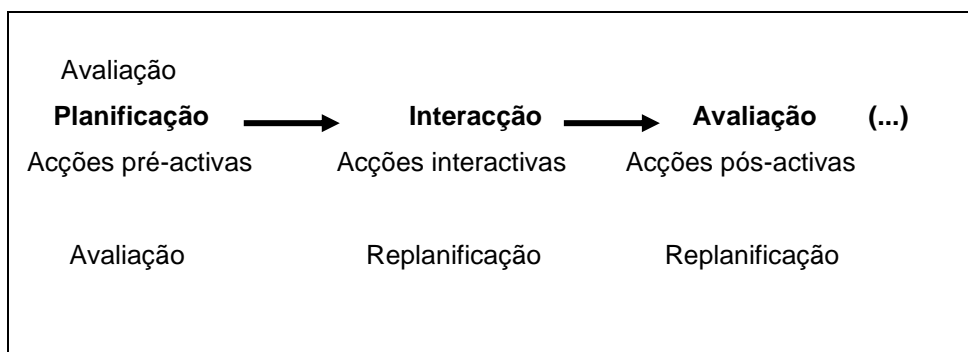 Avaliação
Planificação Interacção Avaliação (...)
Acções pré-activas Acções interactivas Acções pós-activas
Avaliação Replanificação Replanificação